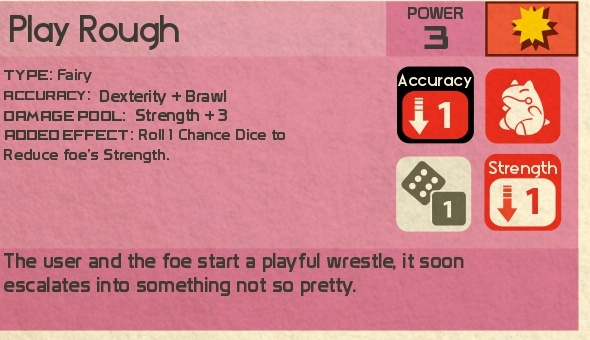 Play Rough
POWER
3
TYPE: Fairy
ACCURACY: Dexterity + Brawl
DAMAGE POOL: Strength + 3
ADDED EFFECT: Roll 1 Chance Dice to
Reduce foe's Strength.
Accuracy
1
1
Strength
1
The user and the foe start a playful wrestle, it soon
escalates into something not so pretty.